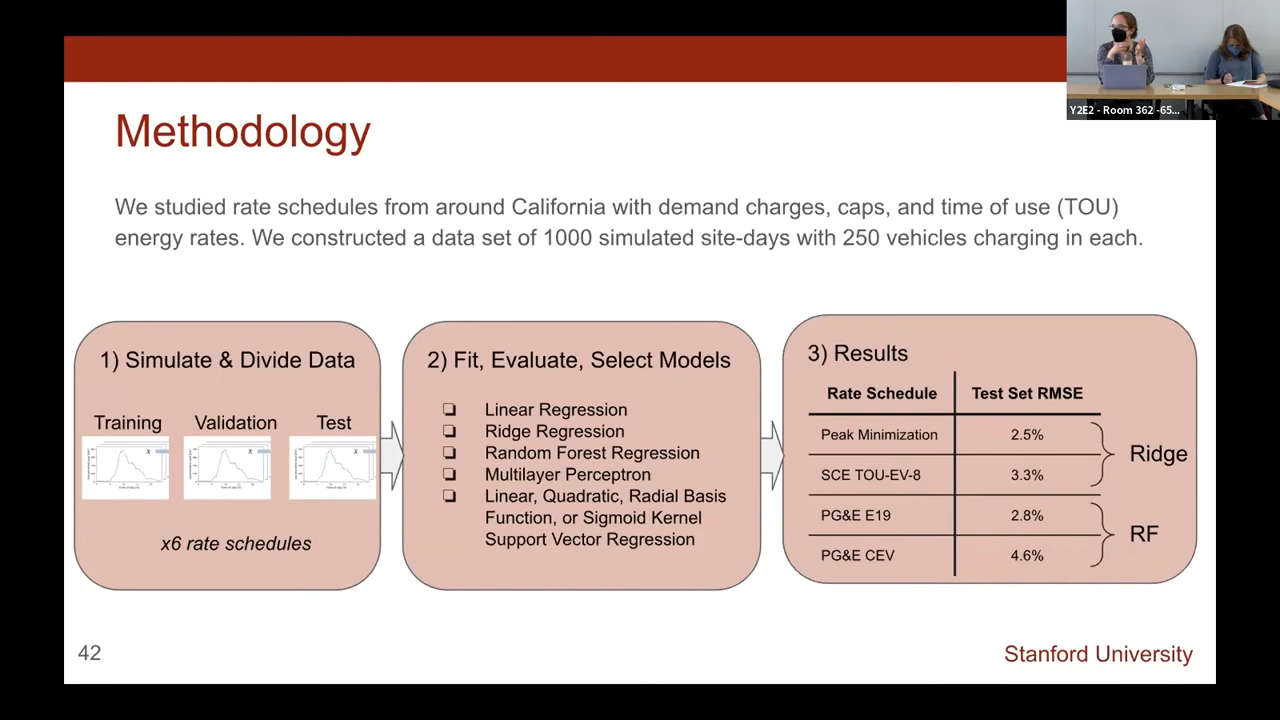 Y2E2 - Room 362 -65...
Methodology
We studied rate schedules from around California with demand charges, caps, and time of use (TOU)
energy rates. We constructed a data set of 1000 simulated site-days with 250 vehicles charging in each.
1) Simulate & Divide Data
Training Validation Test
x x x
x6 rate schedules
2) Fit, Evaluate, Select Models
❏ Linear Regression
❏ Ridge Regression
❏ Random Forest Regression
❏ Multilayer Perceptron
❏ Linear, Quadratic, Radial Basis
Function, or Sigmoid Kernel
Support Vector Regression
3) Results
Rate Schedule Test Set RMSE
Peak Minimization 2.5%
Ridge
SCE TOU-EV-8 3.3%
PG&E E19 2.8%
RF
PG&E CEV 4.6%
42
Stanford University